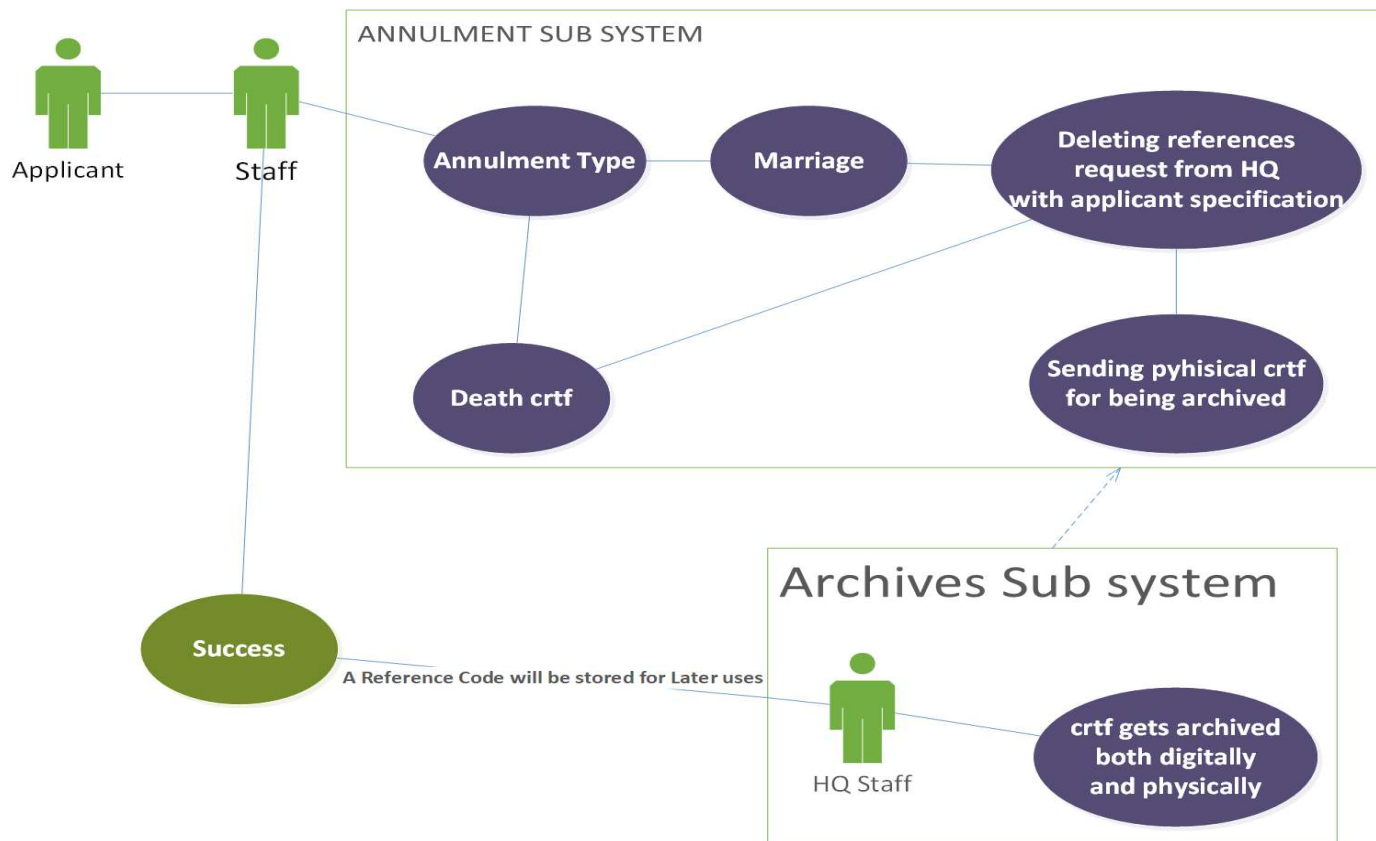 ANNULMENT SUB SYSTEM
Applicant
Staff
Annulment Type
Marriage
Deleting references
request from HQ
with applicant specification
Death crtf
Sending pyhisical crtf
for being archived
Archives Sub system
Success
A Reference Code will be stored for Later uses
HQ Staff
crtf gets archived
both digitally
and physically